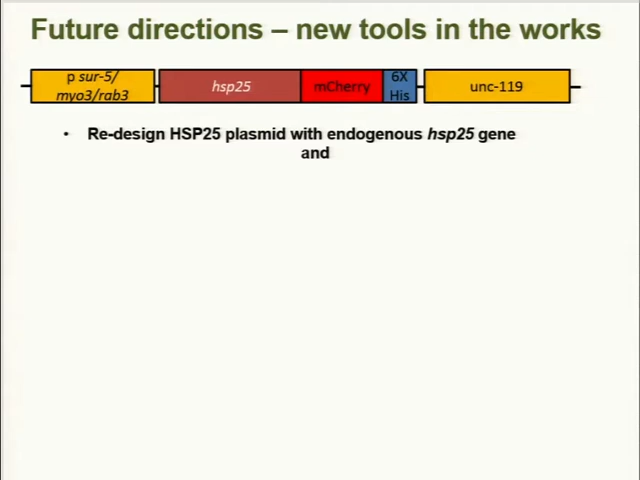 Future directions – new tools in the works
p sur-5/
myo3/rab3
hsp25
mCherry
6X
His
unc-119
• Re-design HSP25 plasmid with endogenous hsp25 gene
and